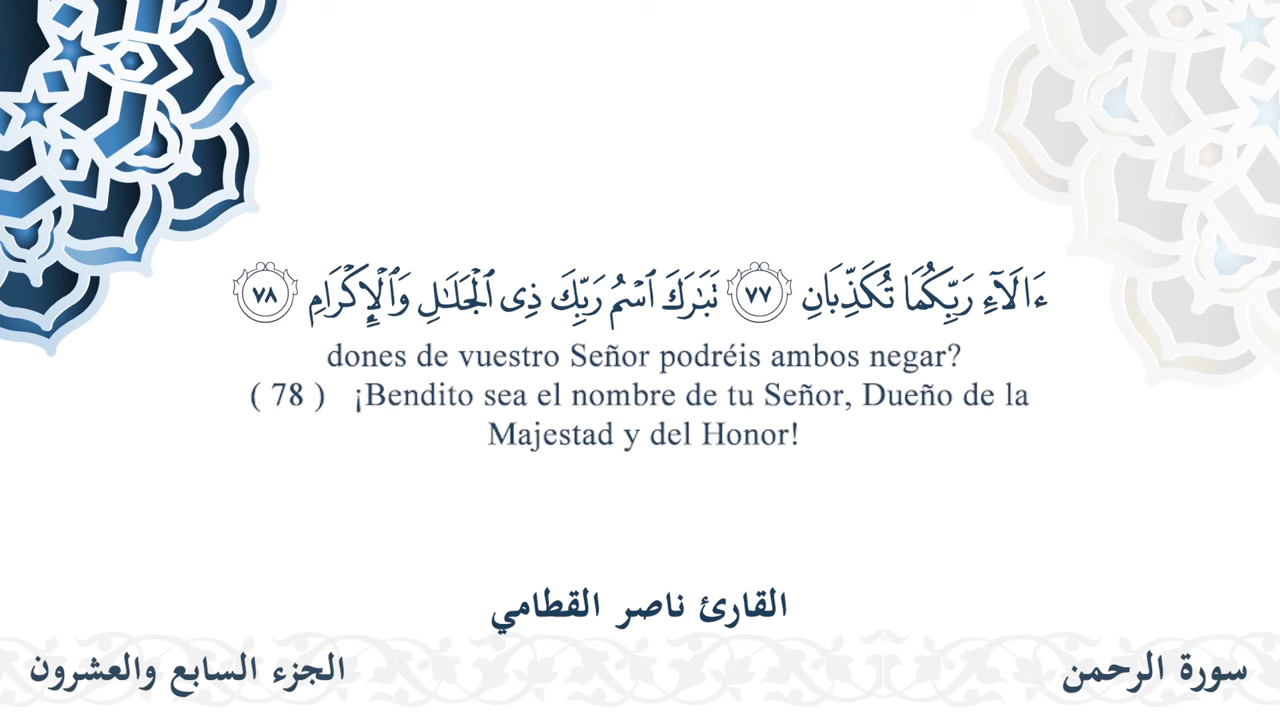 ءَالَآءِ رَبِّكُمَا تُكَذِّبَانِ ٧٧ تَبَٰرَكَ ٱسْمُ رَبِّكَ ذِى ٱلْجَلَٰلِ وَٱلْإِكْرَامِ ٧٨
dones de vuestro Señor podréis ambos negar?
( 78 ) ¡Bendito sea el nombre de tu Señor, Dueño de la
Majestad y del Honor!
القارئ ناصر القطامي
سورة الرحمن
الجزء السابع والعشرون